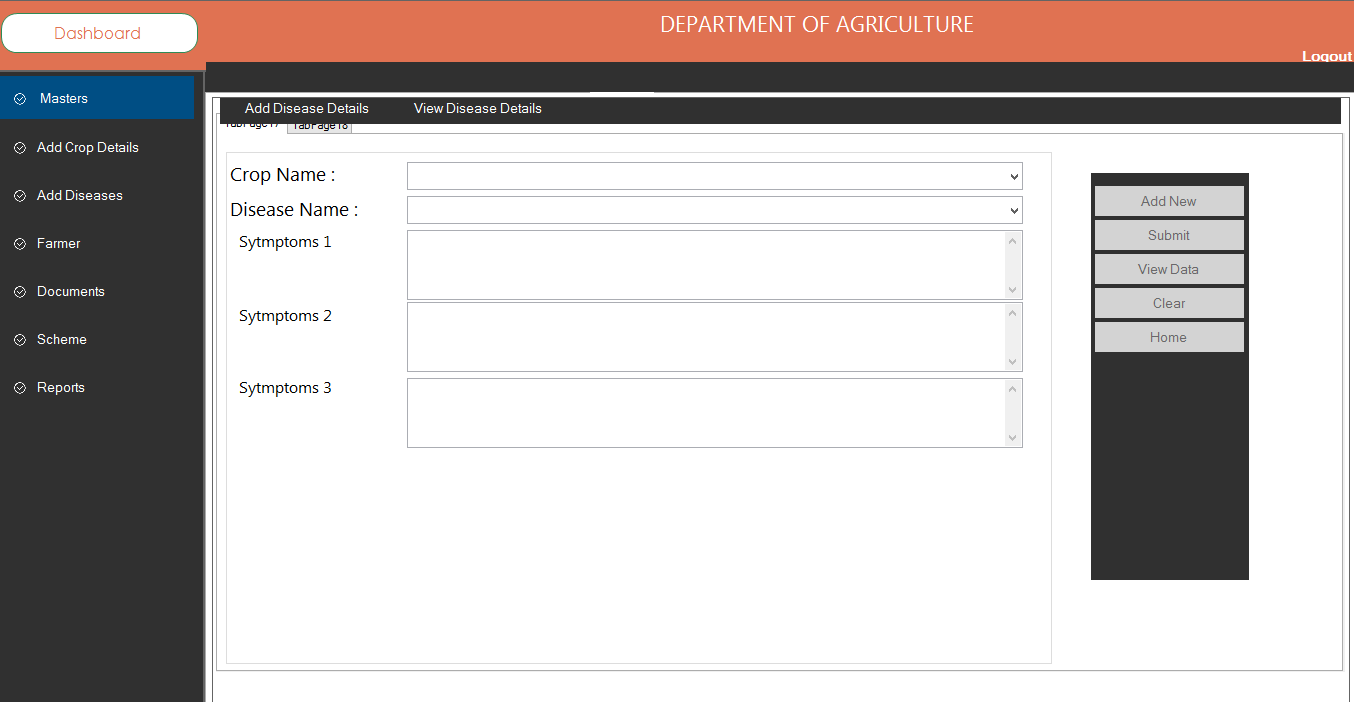 DEPARTMENT OF AGRICULTURE
Dashboard
Logout
Masters
Add Crop Details
Add Diseases
Farmer
Documents
Scheme
Reports
Add Disease Details View Disease Details
TabPage17 TabPage18
Crop Name :
Disease Name :
Sytmptoms 1
Sytmptoms 2
Sytmptoms 3
Add New
Submit
View Data
Clear
Home